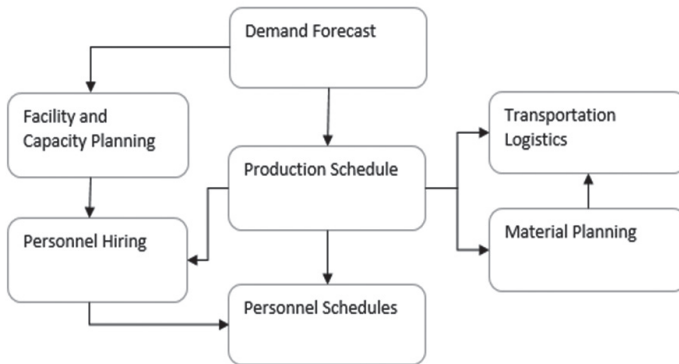 Demand Forecast
Facility and
Capacity Planning
Transportation
Logistics
Production Schedule
Personnel Hiring
Material Planning
Personnel Schedules